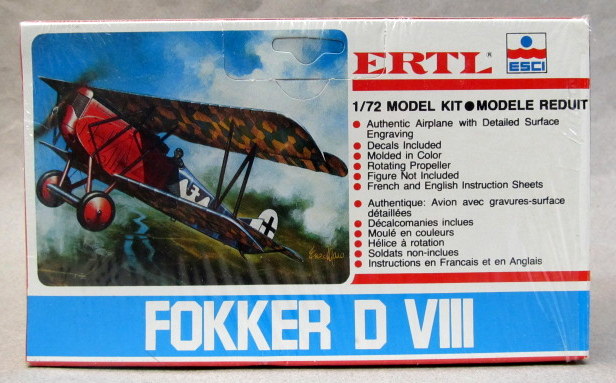 ERTL®
ESCI
1/72 MODEL KIT●MODELE REDUIT
● Authentic Airplane with Detailed Surface
Engraving
● Decals Included
● Molded in Color
● Rotating Propeller
● Figure Not Included
● French and English Instruction Sheets
● Authentique: Avion avec gravures-surface
détaillées
● Décalcomanies inclues
● Moulé en couleurs
● Hélice à rotation
● Soldats non-inclues
● Instructions en Francais et en Anglais
FOKKER D VIII